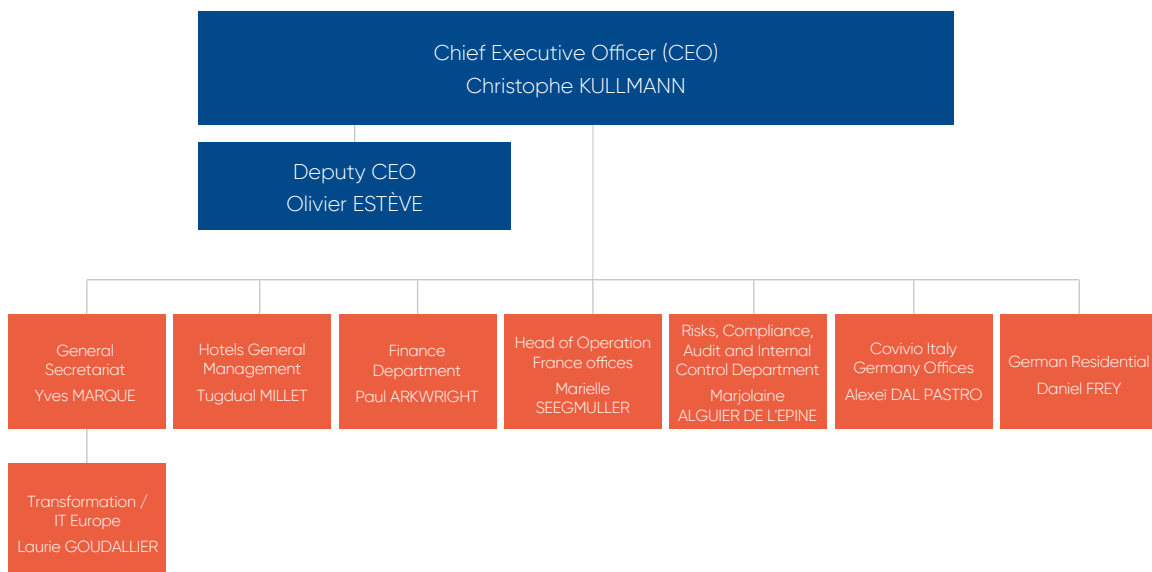 Chief Executive Officer (CEO)
Christophe KULLMANN
Deputy CEO
Olivier ESTÈVE
General
Secretariat
Yves MARQUE
Hotels General
Management
Tugdual MILLET
Finance
Department
Paul ARKWRIGHT
Head of Operation
France offices
Marielle
SEEGMULLER
Risks, Compliance,
Audit and Internal
Control Department
Marjolaine
ALGUIER DE L'EPINE
Covivio Italy
Germany Offices
Alexeï DAL PASTRO
German Residential
Daniel FREY
Transformation /
IT Europe
Laurie GOUDALLIER